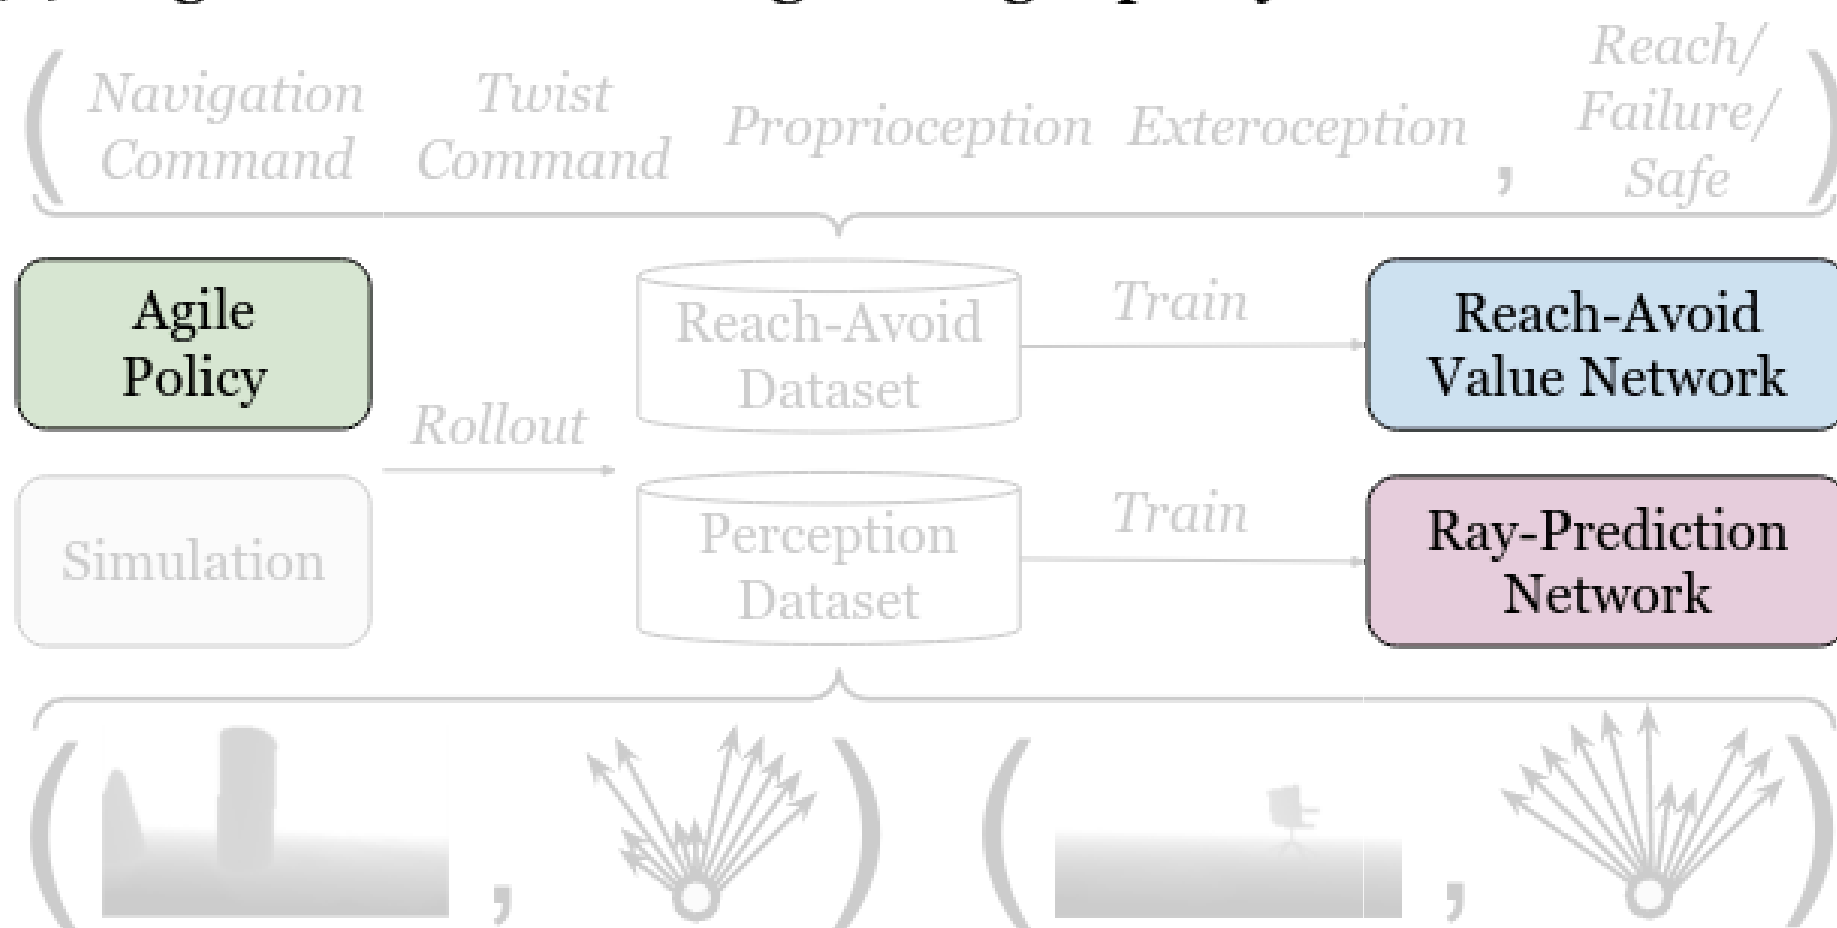 ( Navigation Command Twist Command Proprioception Exteroception , Reach/ Failure/ Safe )
Agile
Policy
Rollout
Simulation
Reach-Avoid
Dataset
Train
Reach-Avoid
Value Network
Perception
Dataset
Train
Ray-Prediction
Network
( , ) ( , )